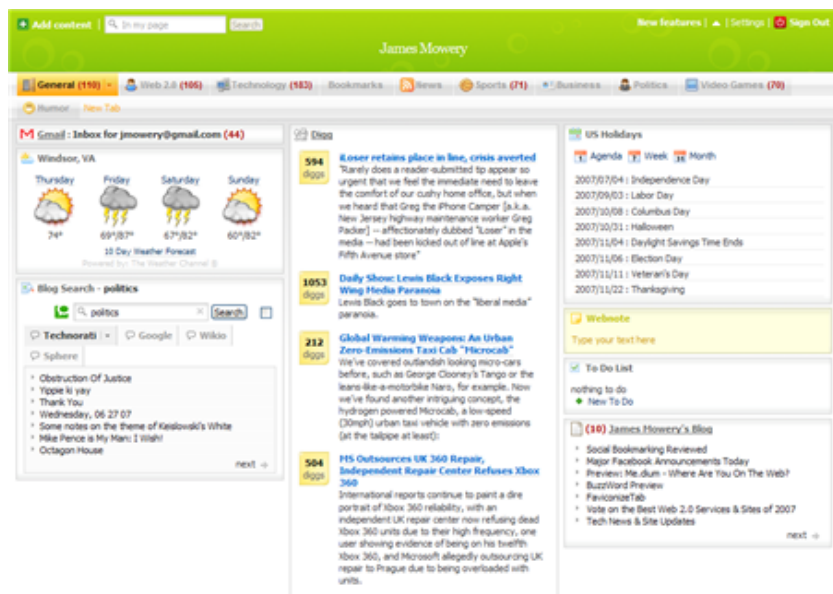 Add content | In my page Search
New features | Settings | Sign Out
James Mowery
General (110) Web 2.0 (105) Technology (183) Bookmarks News Sports (71) Business Politics Video Games (70)
Humor New Tab
Gmail : Inbox for jmowery@gmail.com (44)
Windsor, VA
Thursday Friday Saturday Sunday
74° 69°/87° 67°/82° 60°/82°
10 Day Weather Forecast
Powered by: The Weather Channel ®
Blog Search - politics
politics Search
Technorati Google Wikio
Sphere
Obstruction Of Justice
Yippie ki yay
Thank You
Wednesday, 06 27 07
Some notes on the theme of Keislowski's White
Mike Pence is My Man: I Wish!
Octagon House
next
Digg
594 diggs
iLoser retains place in line, crisis averted
"Rarely does a reader-submitted tip appear so
urgent that we feel the immediate need to leave
the comfort of our cushy home office, but when
we heard that Greg the iPhone Camper [a.k.a.
New Jersey highway maintenance worker Greg
Packer] -- affectionately dubbed "Loser" in the
media -- had been kicked out of line at Apple's
Fifth Avenue store"
1053 diggs
Daily Show: Lewis Black Exposes Right
Wing Media Paranoia
Lewis Black goes to town on the "liberal media"
paranoia.
212 diggs
Global Warming Weapons: An Urban
Zero-Emissions Taxi Cab "Microcab"
We've covered outlandish looking micro-cars
before, such as George Clooney's Tango or the
leans-like-a-motorbike Naro, for example. Now
we've found another intriguing concept, the
hydrogen powered Microcab, a low-speed
(30mph) urban taxi vehicle with zero emissions
(at the tailpipe at least):
504 diggs
MS Outsources UK 360 Repair,
Independent Repair Center Refuses Xbox
360
International reports continue to paint a dire
portrait of Xbox 360 reliability, with an
independent UK repair center now refusing dead
Xbox 360 units due to their high frequency, one
user showing evidence of being on his twelfth
Xbox 360, and Microsoft allegedly outsourcing UK
repair to Prague due to being overloaded with
units.
US Holidays
Agenda Week Month
2007/07/04 : Independence Day
2007/09/03 : Labor Day
2007/10/08 : Columbus Day
2007/10/31 : Halloween
2007/11/04 : Daylight Savings Time Ends
2007/11/06 : Election Day
2007/11/11 : Veteran's Day
2007/11/22 : Thanksgiving
Webnote
Type your text here
To Do List
nothing to do
New To Do
(10) James Mowery's Blog
Social Bookmarking Reviewed
Major Facebook Announcements Today
Preview: Me.dium - Where Are You On The Web?
BuzzWord Preview
FaviconizeTab
Vote on the Best Web 2.0 Services & Sites of 2007
Tech News & Site Updates
next